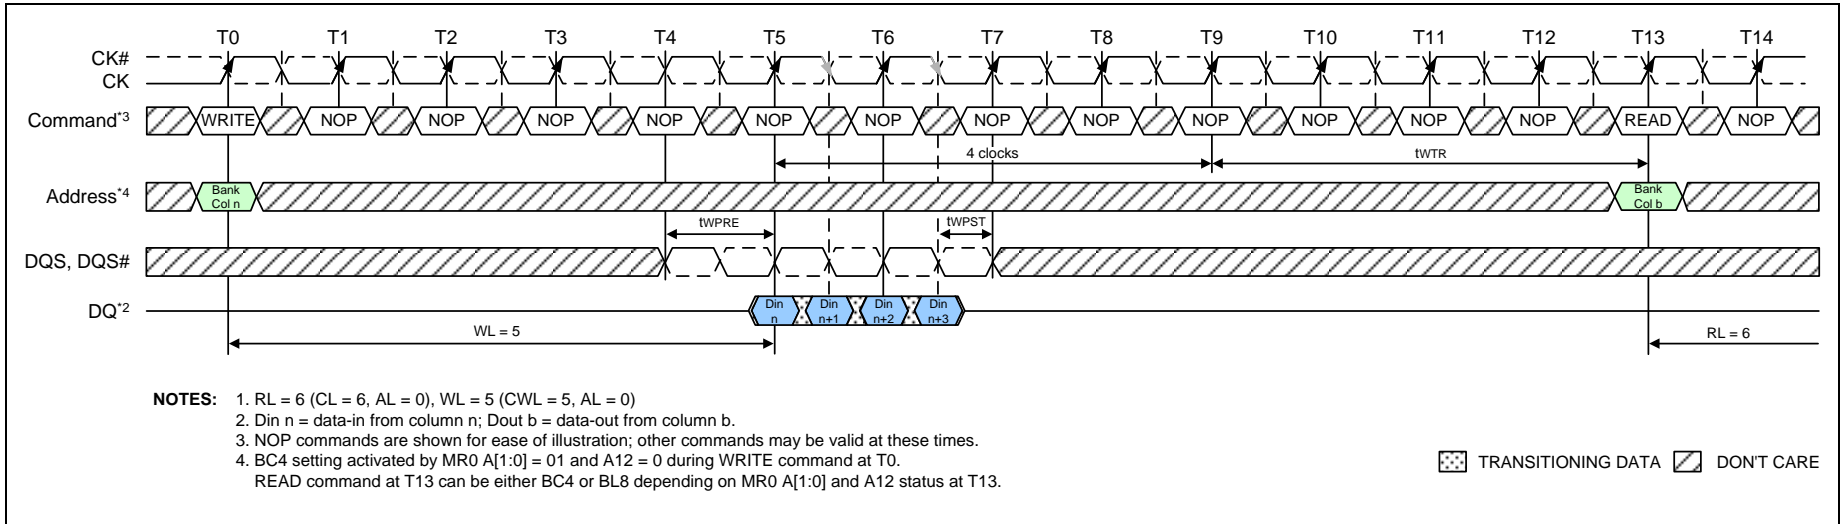 T0 T1 T2 T3 T4 T5 T6 T7 T8 T9 T10 T11 T12 T13 T14
CK#
CK
Command*3 WRITE NOP NOP NOP NOP NOP NOP NOP NOP NOP NOP NOP NOP READ NOP
4 clocks tWTR
Address*4 Bank Col n Bank Col b
tWPRE tWPST
DQS, DQS#
DQ*2 Din n Din n+1 Din n+2 Din n+3
WL = 5 RL = 6
NOTES: 1. RL = 6 (CL = 6, AL = 0), WL = 5 (CWL = 5, AL = 0)
2. Din n = data-in from column n; Dout b = data-out from column b.
3. NOP commands are shown for ease of illustration; other commands may be valid at these times.
4. BC4 setting activated by MR0 A[1:0] = 01 and A12 = 0 during WRITE command at T0.
READ command at T13 can be either BC4 or BL8 depending on MR0 A[1:0] and A12 status at T13.
TRANSITIONING DATA DON'T CARE